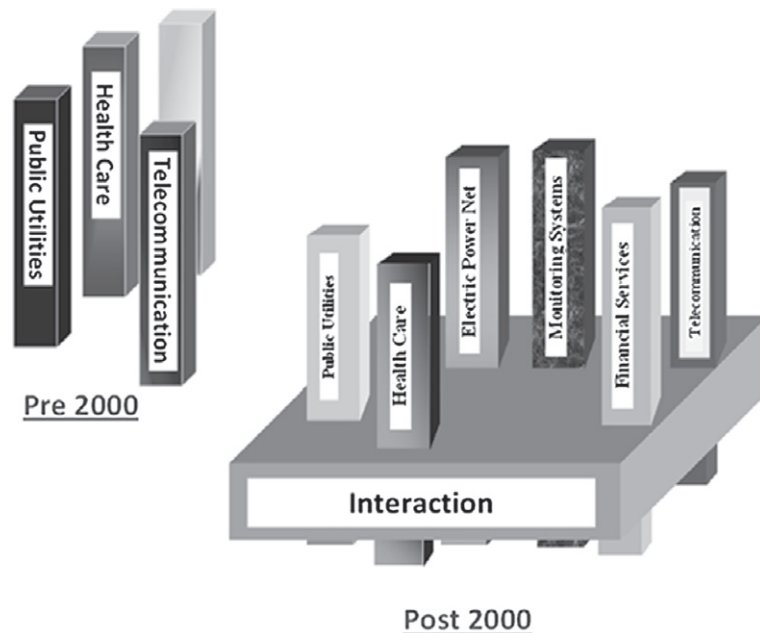 Public Utilities
Health Care
Telecommunication
Pre 2000
Public Utilities
Health Care
Electric Power Net
Monitoring Systems
Financial Services
Telecommunication
Interaction
Post 2000